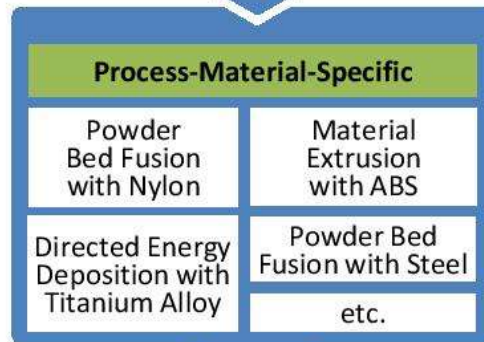 Process-Material-Specific
Powder
Bed Fusion
with Nylon
Material
Extrusion
with ABS
Directed Energy
Deposition with
Titanium Alloy
Powder Bed
Fusion with Steel
etc.